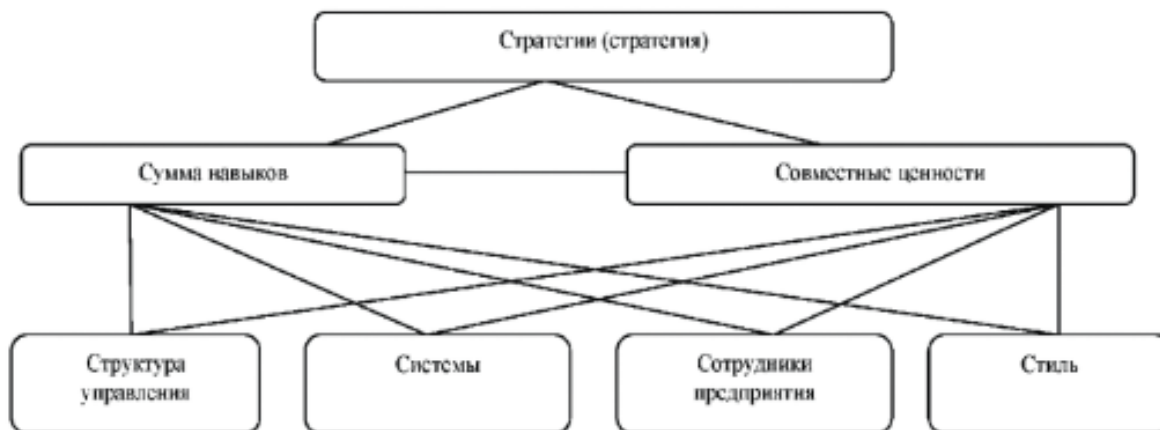 Стратегии (стратегия)
Сумма навыков
Совместные ценности
Структура
управления
Системы
Сотрудники
предприятия
Стиль